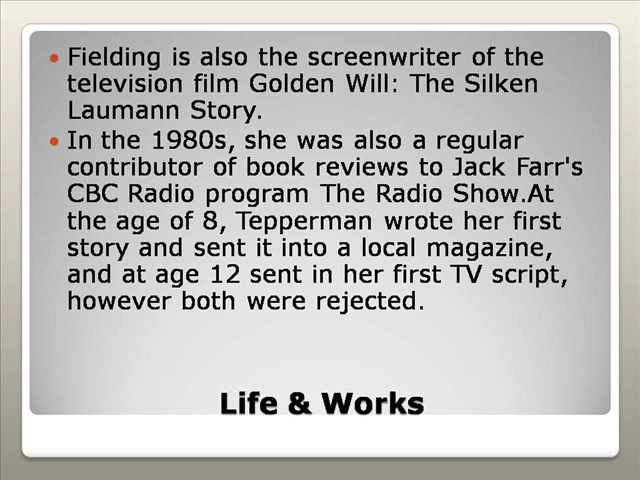 Fielding is also the screenwriter of the
television film Golden Will: The Silken
Laumann Story.
In the 1980s, she was also a regular
contributor of book reviews to Jack Farr's
CBC Radio program The Radio Show.At
the age of 8, Tepperman wrote her first
story and sent it into a local magazine,
and at age 12 sent in her first TV script,
however both were rejected.
Life & Works